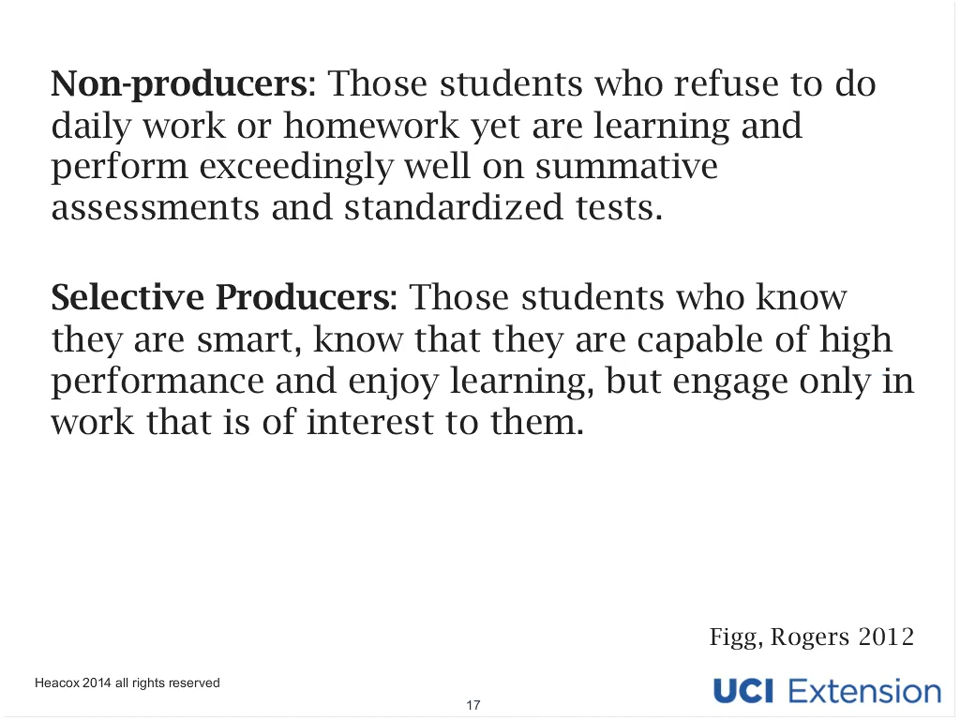 Non-producers: Those students who refuse to do
daily work or homework yet are learning and
perform exceedingly well on summative
assessments and standardized tests.
Selective Producers: Those students who know
they are smart, know that they are capable of high
performance and enjoy learning, but engage only in
work that is of interest to them.
Figg, Rogers 2012
Heacox 2014 all rights reserved
17
UCI Extension